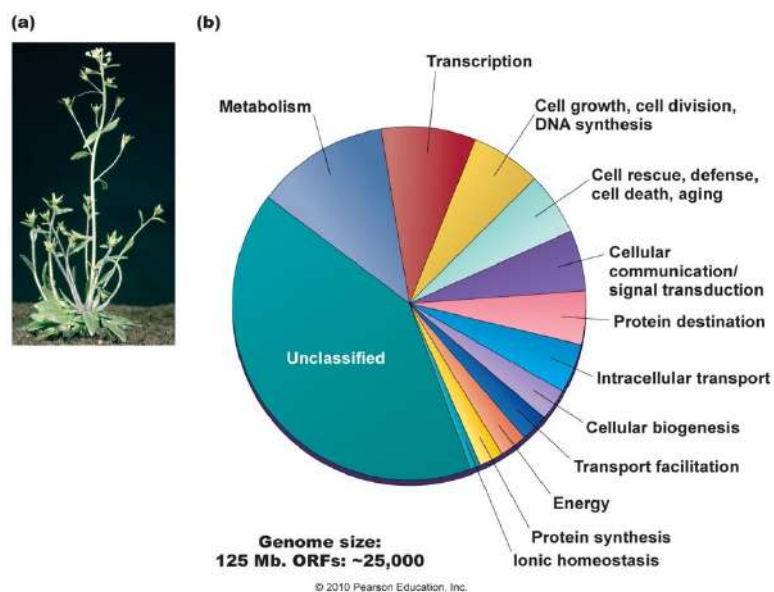 (a)
(b)
Transcription
Metabolism
Cell growth, cell division,
DNA synthesis
Cell rescue, defense,
cell death, aging
Cellular
communication/
signal transduction
Protein destination
Unclassified
Intracellular transport
Cellular biogenesis
Transport facilitation
Energy
Protein synthesis
Ionic homeostasis
Genome size:
125 Mb. ORFs: ~25,000
© 2010 Pearson Education, Inc.